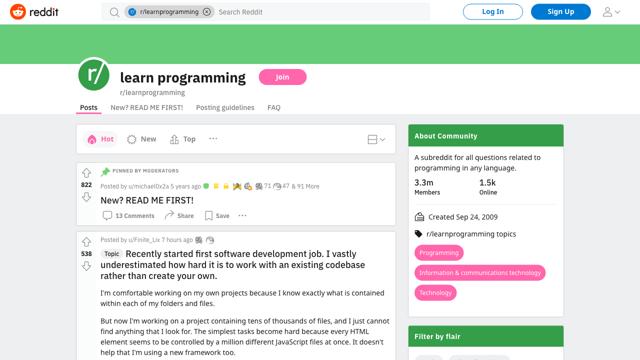 reddit
r/learnprogramming
Search Reddit
Log In
Sign Up
r/
learn programming
Join
r/learnprogramming
Posts
New? READ ME FIRST!
Posting guidelines
FAQ
Hot
New
Top
PINNED BY MODERATORS
822
Posted by u/michael0x2a 5 years ago
71
47
& 91 More
New? READ ME FIRST!
13 Comments
Share
Save
538
Posted by u/Finite_Lix 7 hours ago
Topic Recently started first software development job. I vastly
underestimated how hard it is to work with an existing codebase
rather than create your own.
I'm comfortable working on my own projects because I know exactly what is contained
within each of my folders and files.
But now I'm working on a project containing tens of thousands of files, and I just cannot
find anything that I look for. The simplest tasks become hard because every HTML
element seems to be controlled by a million different JavaScript files at once. It doesn't
help that I'm using a new framework too.
About Community
A subreddit for all questions related to
programming in any language.
3.3m
Members
1.5k
Online
Created Sep 24, 2009
r/learnprogramming topics
Programming
Information & communications technology
Technology
Filter by flair